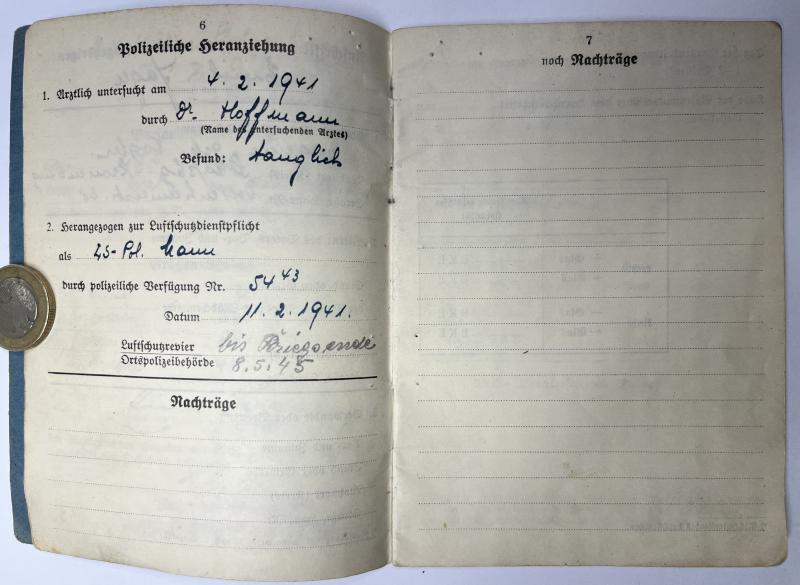 6
Polizeiliche Heranziehung
1. Ärztlich untersucht am 4. 2. 1941
durch Dr. Hoffmann
(Name des untersuchenden Arztes)
Befund: tauglich
2. Herangezogen zur Luftschutzdienstpflicht
als LS-Pol. Mann
durch polizeiliche Verfügung Nr. 54 43
Datum 11. 2. 1941.
Luftschutzrevier bis Kriegsende
Ortspolizeibehörde 8. 5. 45
Nachträge
7
noch Nachträge